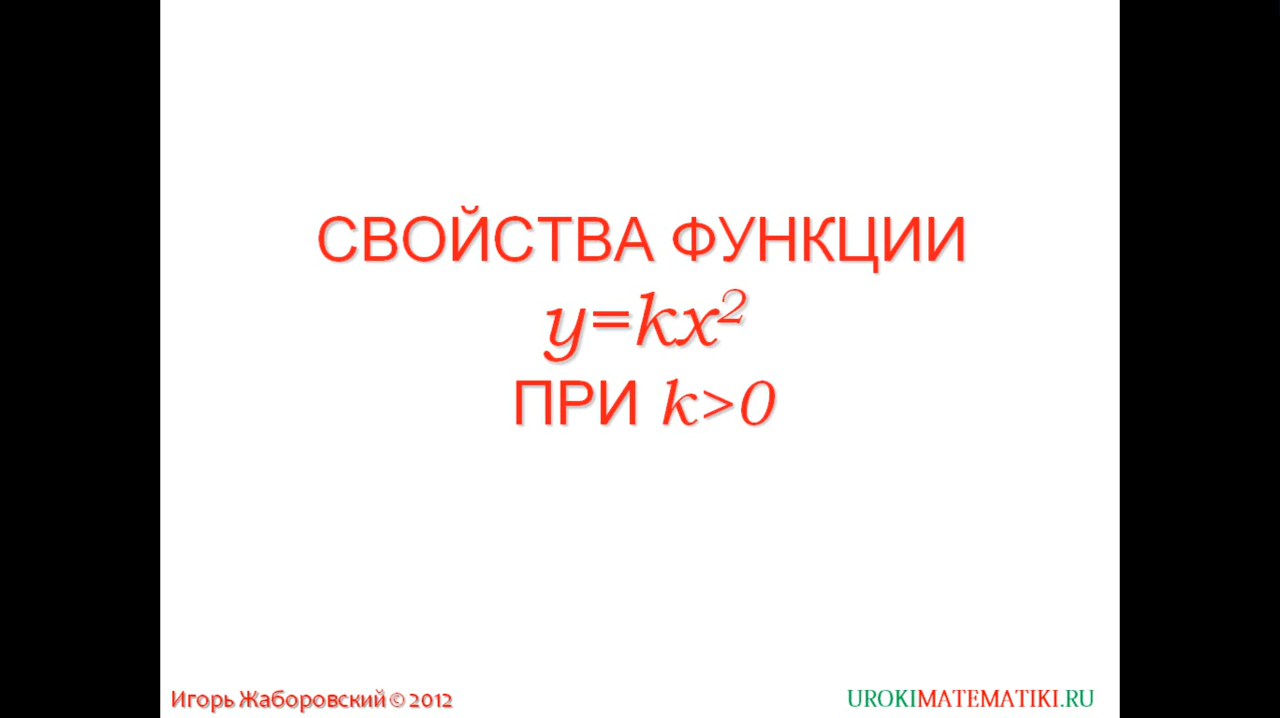 СВОЙСТВА ФУНКЦИИ
y=kx²
ПРИ k>0
Игорь Жаборовский © 2012
UROKIMATEMATIKI.RU